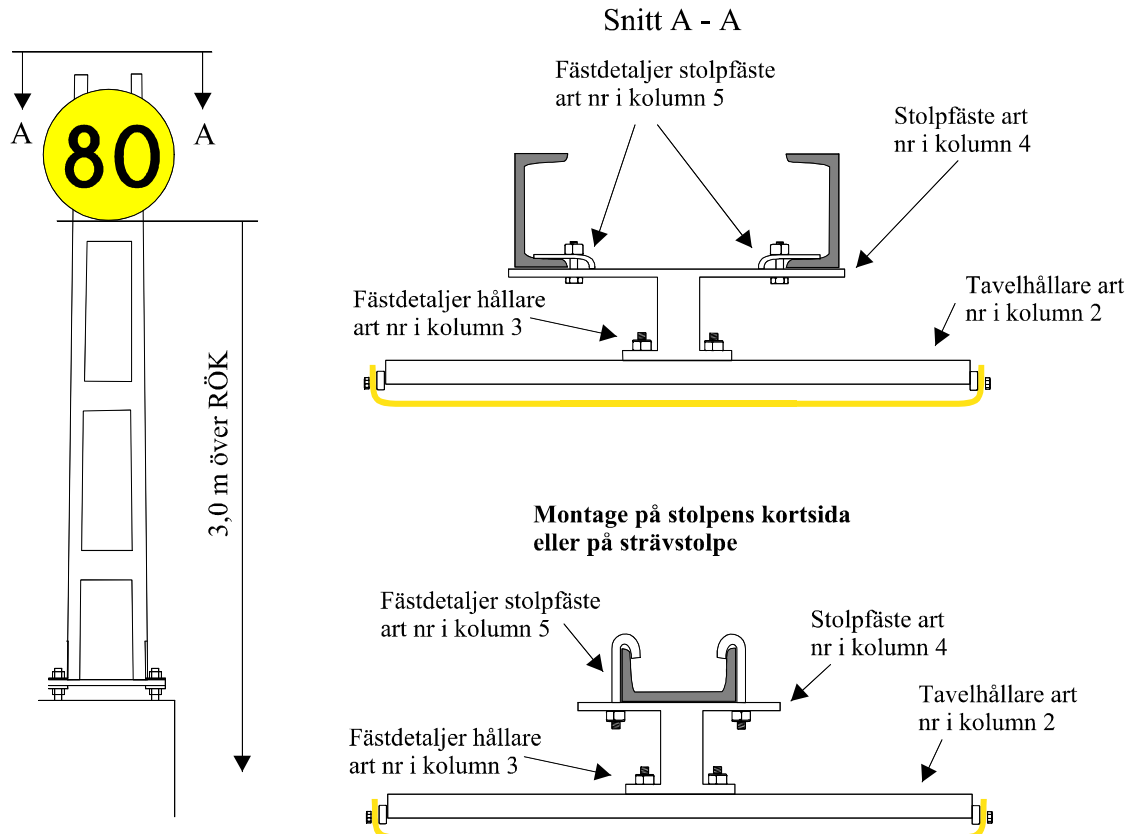 Snitt A - A
Fästdetaljer stolpfäste
art nr i kolumn 5
Stolpfäste art
nr i kolumn 4
A
A
80
Fästdetaljer hållare
art nr i kolumn 3
Tavelhållare art
nr i kolumn 2
3,0 m över RÖK
Montage på stolpens kortsida
eller på strävstolpe
Fästdetaljer stolpfäste
art nr i kolumn 5
Stolpfäste art
nr i kolumn 4
Tavelhållare art
nr i kolumn 2
Fästdetaljer hållare
art nr i kolumn 3